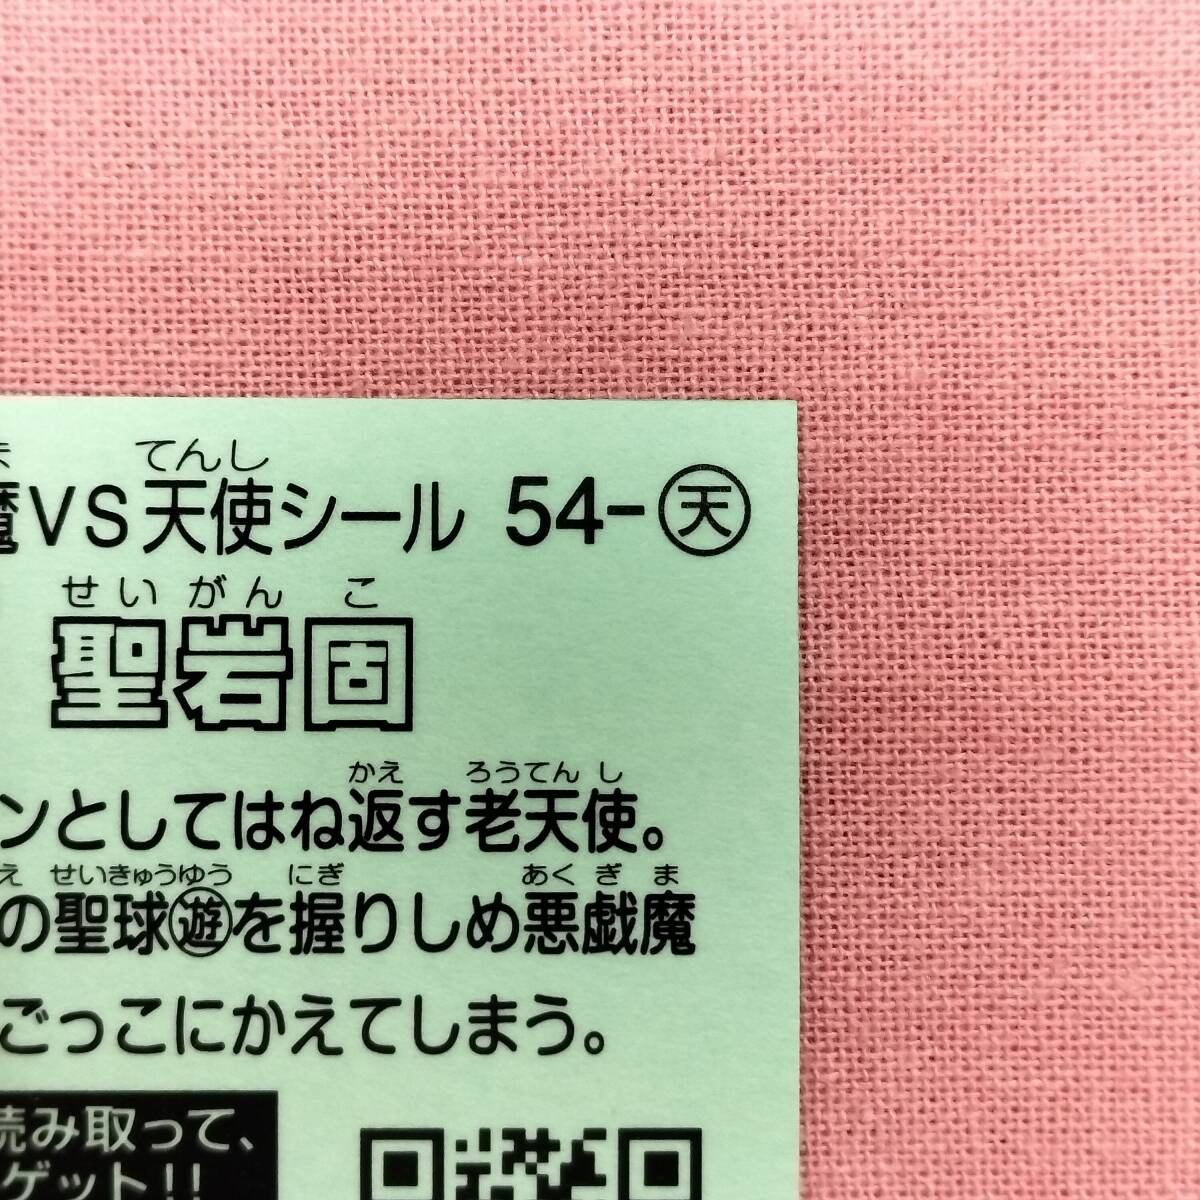 ま てんし
魔VS天使シール 54-㊝天
せいがんこ
聖岩固
かえ ろうてんし
ンとしてはね返す老天使。
え せいきゅうゆう にぎ あくぎま
の聖球遊を握りしめ悪戯魔
ごっこにかえてしまう。
読み取って、
ゲット!!